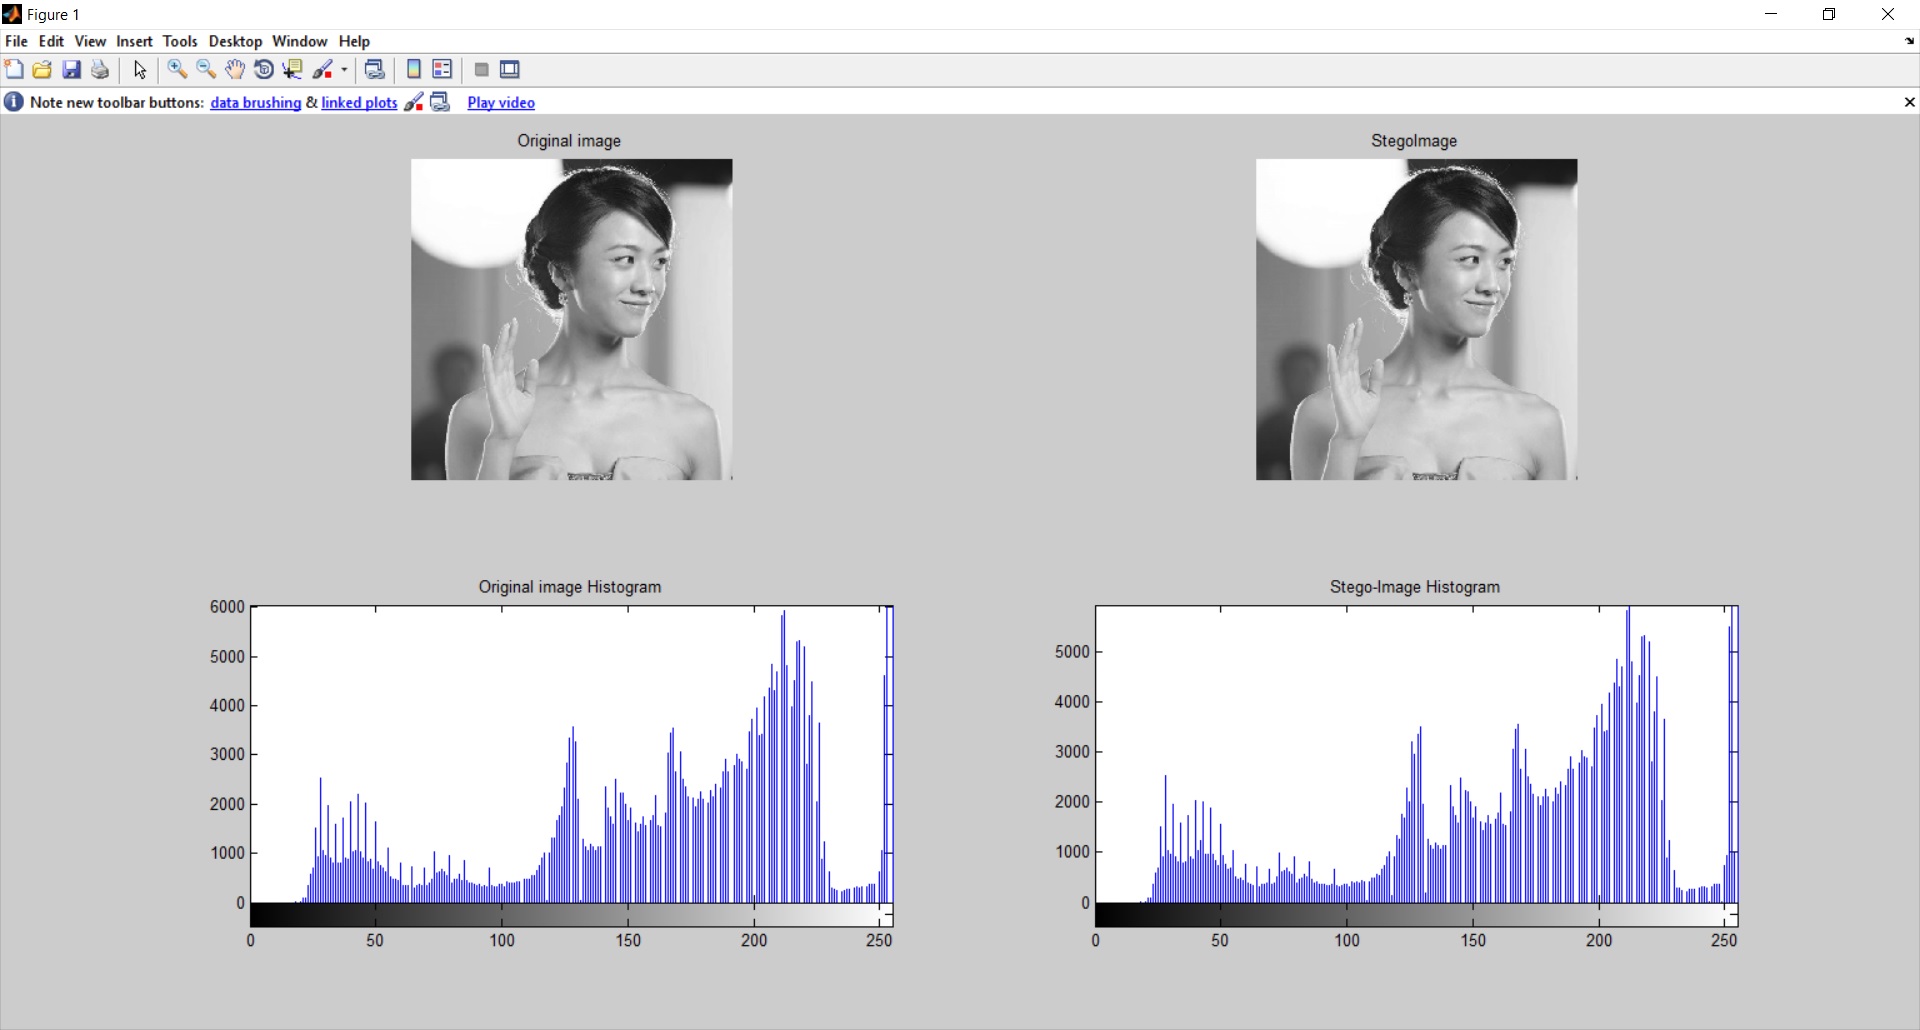 Figure 1
File Edit View Insert Tools Desktop Window Help
Note new toolbar buttons: data brushing & linked plots Play video
Original image
StegoImage
Original image Histogram
6000
5000
4000
3000
2000
1000
0
0 50 100 150 200 250
Stego-Image Histogram
5000
4000
3000
2000
1000
0
0 50 100 150 200 250